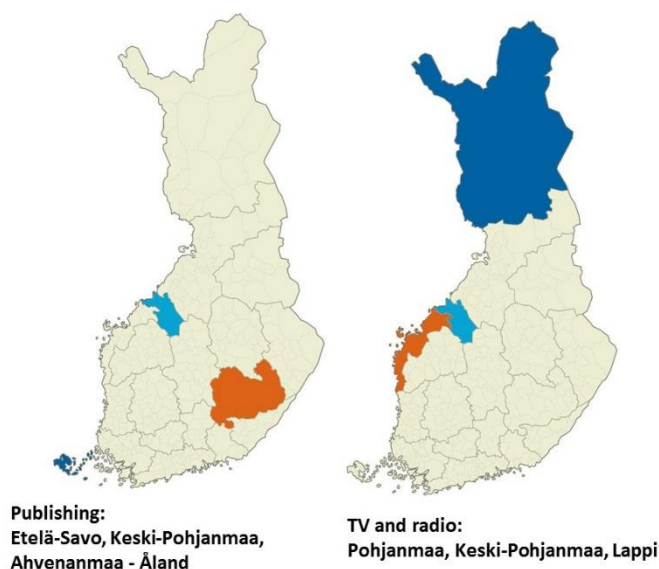 Publishing:
Etelä-Savo, Keski-Pohjanmaa,
Ahvenanmaa - Åland
TV and radio:
Pohjanmaa, Keski-Pohjanmaa, Lappi